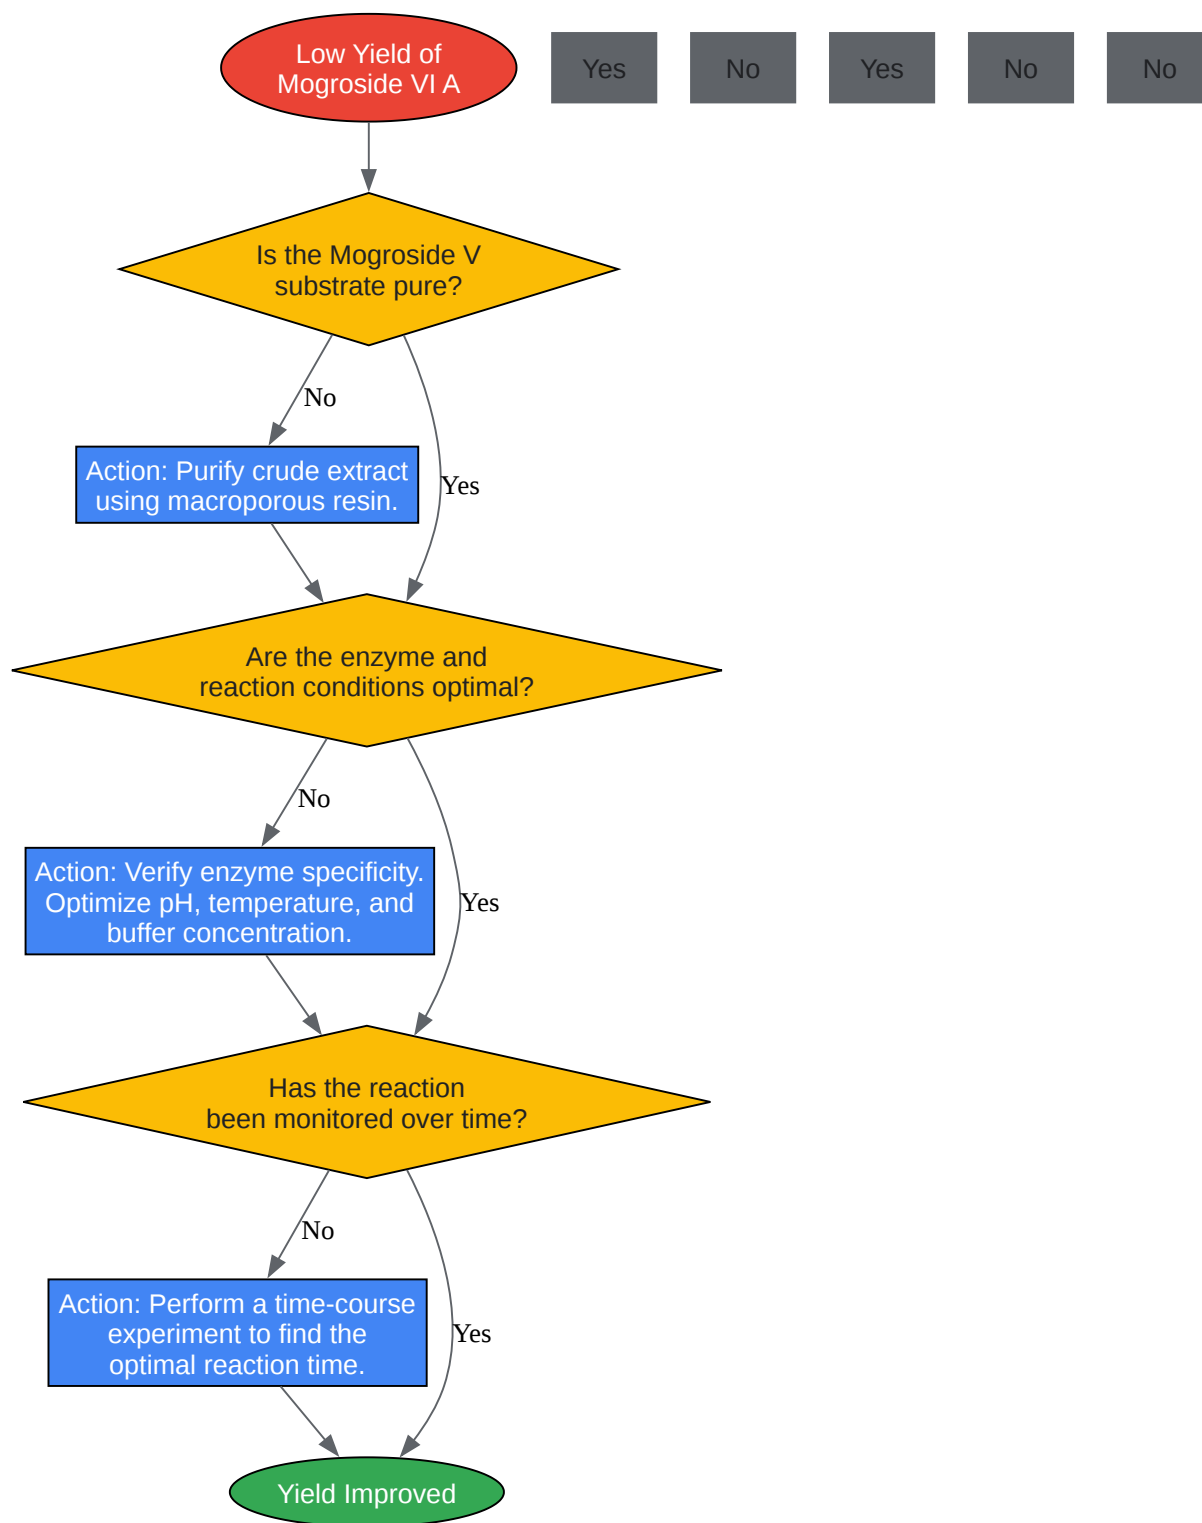 Low Yield of
Mogroside VI A
Yes
No
Yes
No
No
Is the Mogroside V
substrate pure?
No
Action: Purify crude extract
using macroporous resin.
Yes
Are the enzyme and
reaction conditions optimal?
No
Action: Verify enzyme specificity.
Optimize pH, temperature, and
buffer concentration.
Yes
Has the reaction
been monitored over time?
No
Action: Perform a time-course
experiment to find the
optimal reaction time.
Yes
Yield Improved